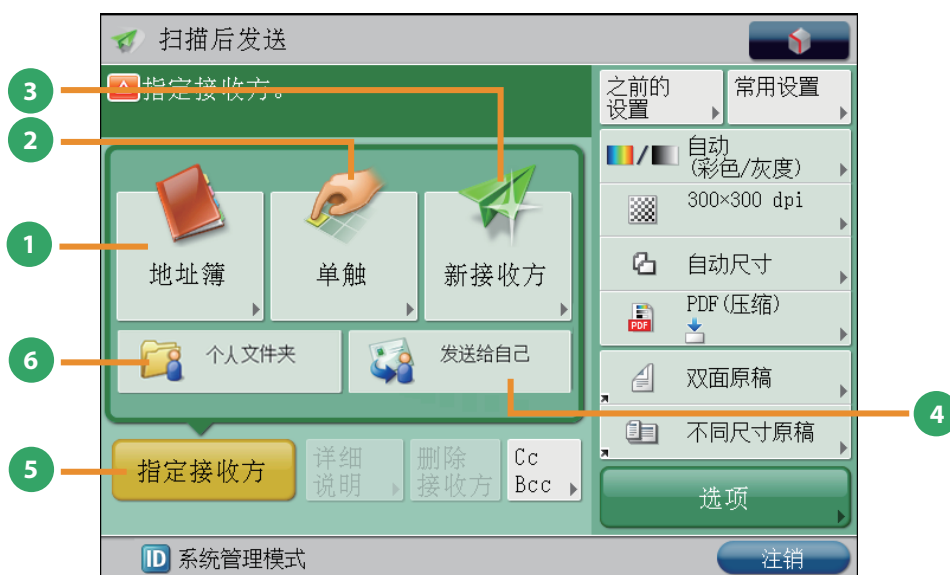 扫描后发送
3
指定接收方。
之前的
设置
常用设置
2
自动
(彩色/灰度)
300×300 dpi
1
地址簿
单触
新接收方
自动尺寸
PDF(压缩)
PDF
6
个人文件夹
发送给自己
双面原稿
4
不同尺寸原稿
5
指定接收方
详细
说明
删除
接收方
Cc
Bcc
选项
ID 系统管理模式
注销